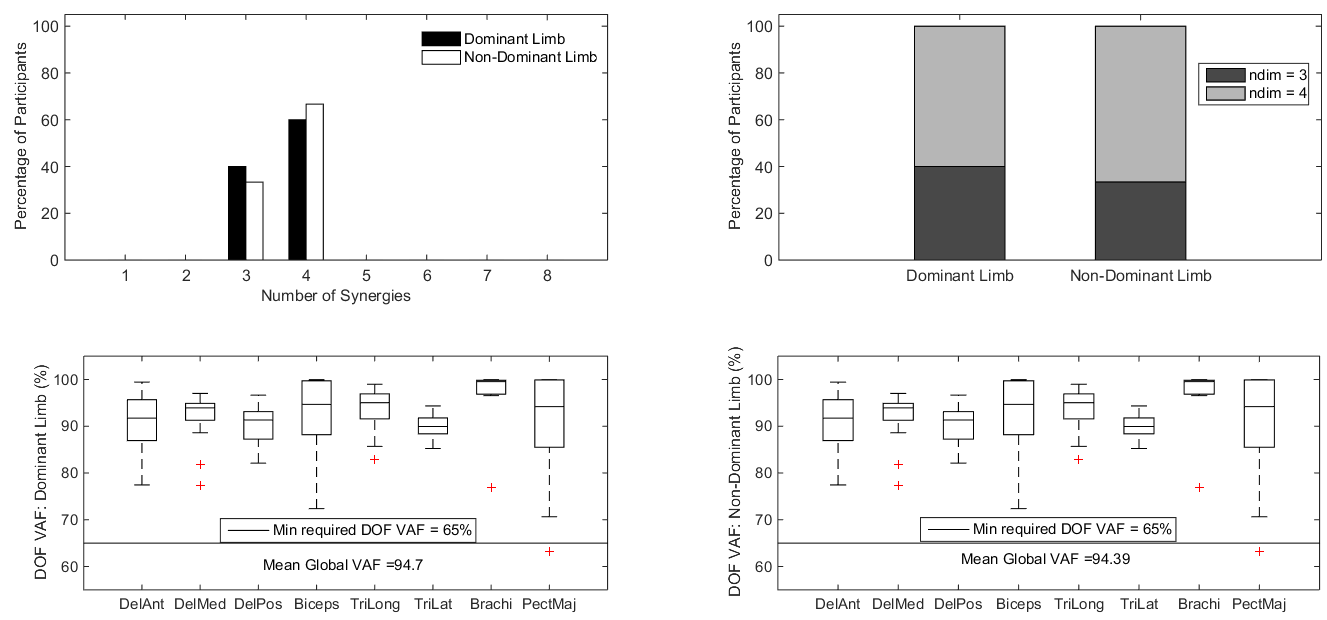 Percentage of Participants
100
80
60
40
20
0
Dominant Limb
Non-Dominant Limb
1 2 3 4 5 6 7 8
Number of Synergies
Percentage of Participants
100
80
60
40
20
0
ndim = 3
ndim = 4
Dominant Limb Non-Dominant Limb
DOF VAF: Dominant Limb (%)
100
90
80
70
60
Min required DOF VAF = 65%
Mean Global VAF =94.7
DelAnt DelMed DelPos Biceps TriLong TriLat Brachi PectMaj
DOF VAF: Non-Dominant Limb (%)
100
90
80
70
60
Min required DOF VAF = 65%
Mean Global VAF =94.39
DelAnt DelMed DelPos Biceps TriLong TriLat Brachi PectMaj